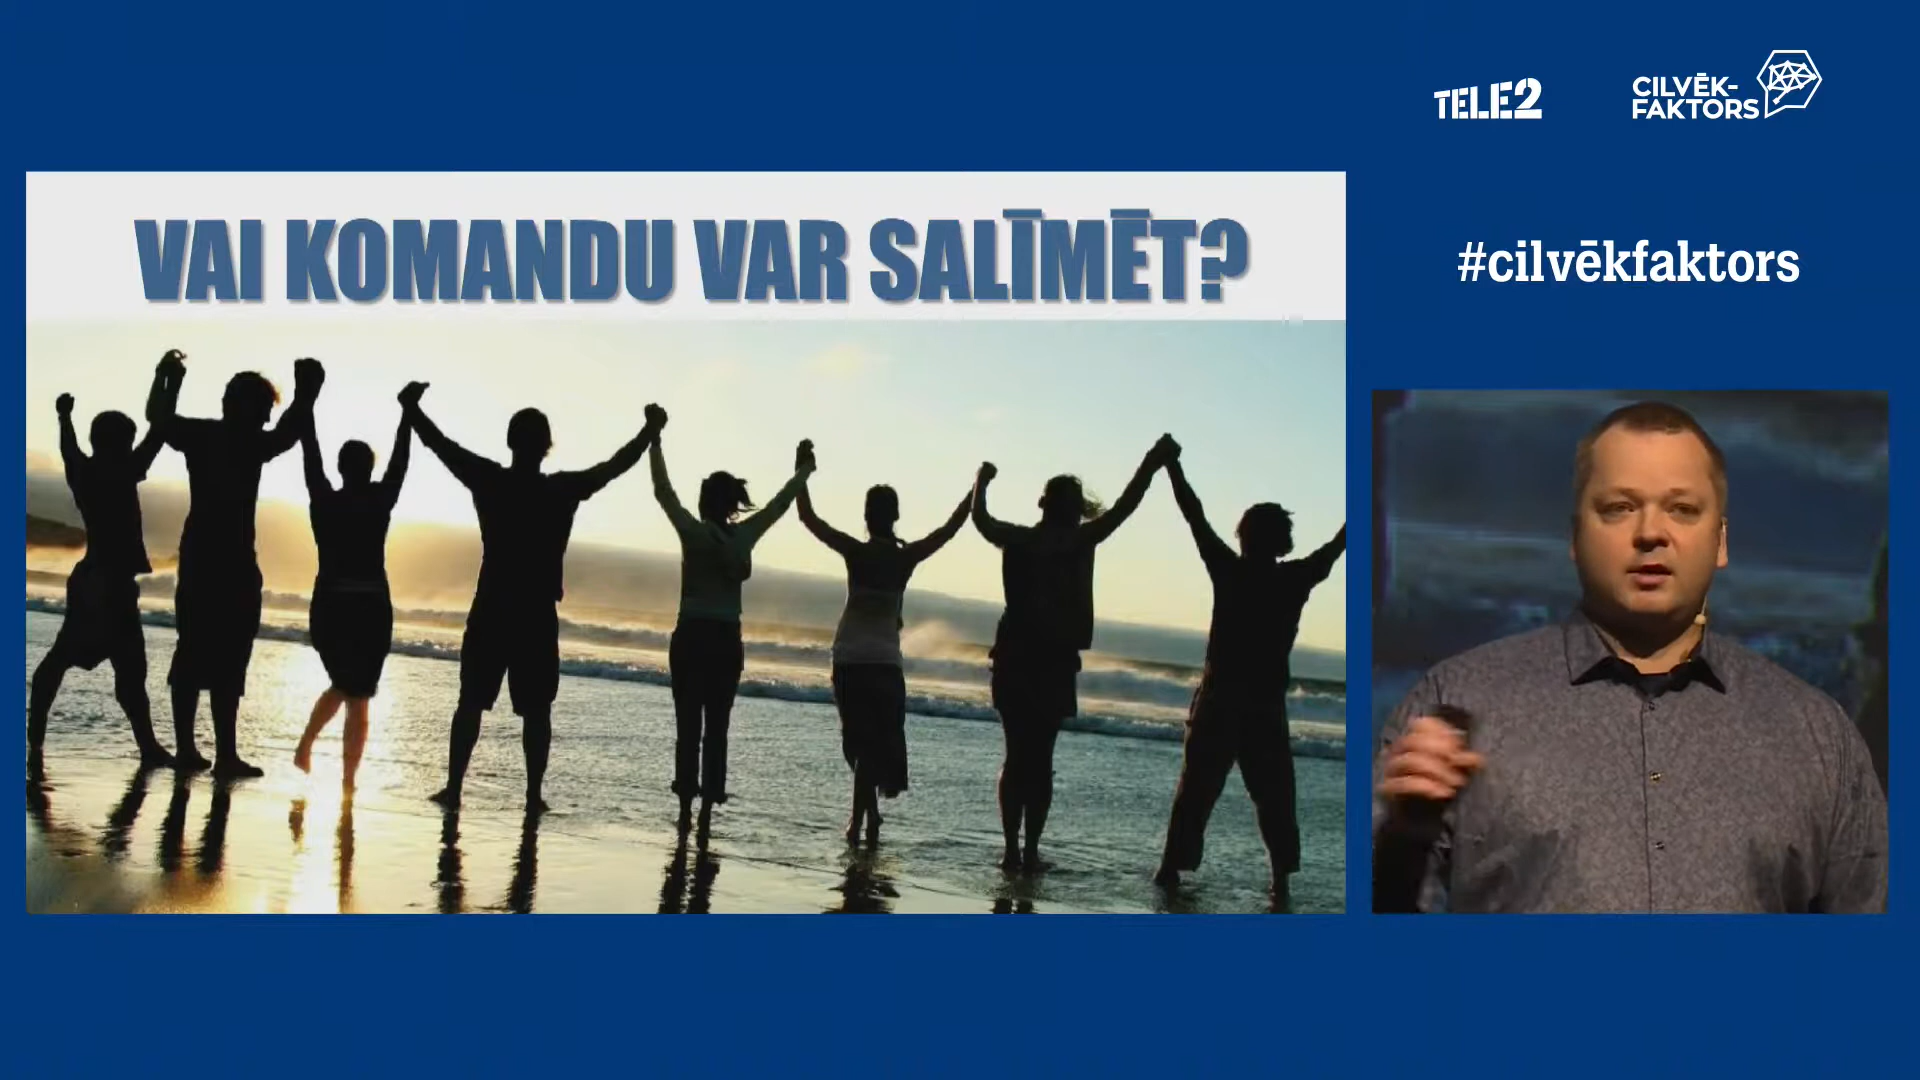 TELE2
CILVĒK-
FAKTORS
VAI KOMANDU VAR SALĪMĒT?
#cilvēkfaktors